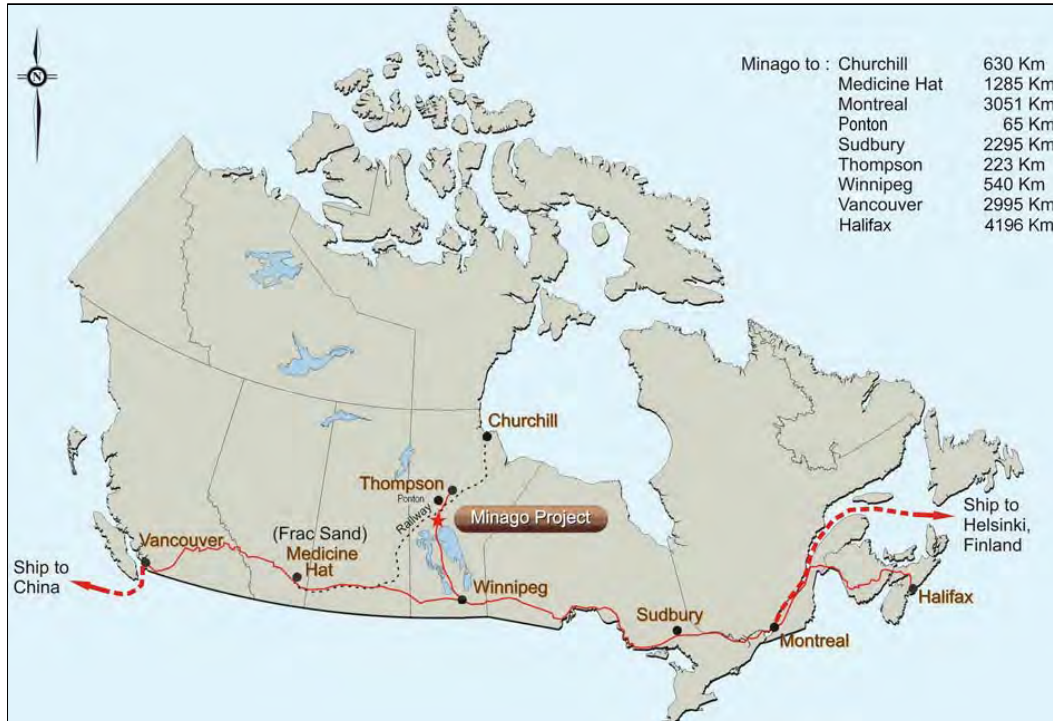 N
Minago to : Churchill 630 Km
Medicine Hat 1285 Km
Montreal 3051 Km
Ponton 65 Km
Sudbury 2295 Km
Thompson 223 Km
Winnipeg 540 Km
Vancouver 2995 Km
Halifax 4196 Km
Churchill
Thompson
Ponton
Railway
Minago Project
(Frac Sand)
Medicine
Hat
Vancouver
Ship to
China
Winnipeg
Sudbury
Montreal
Halifax
Ship to
Helsinki,
Finland